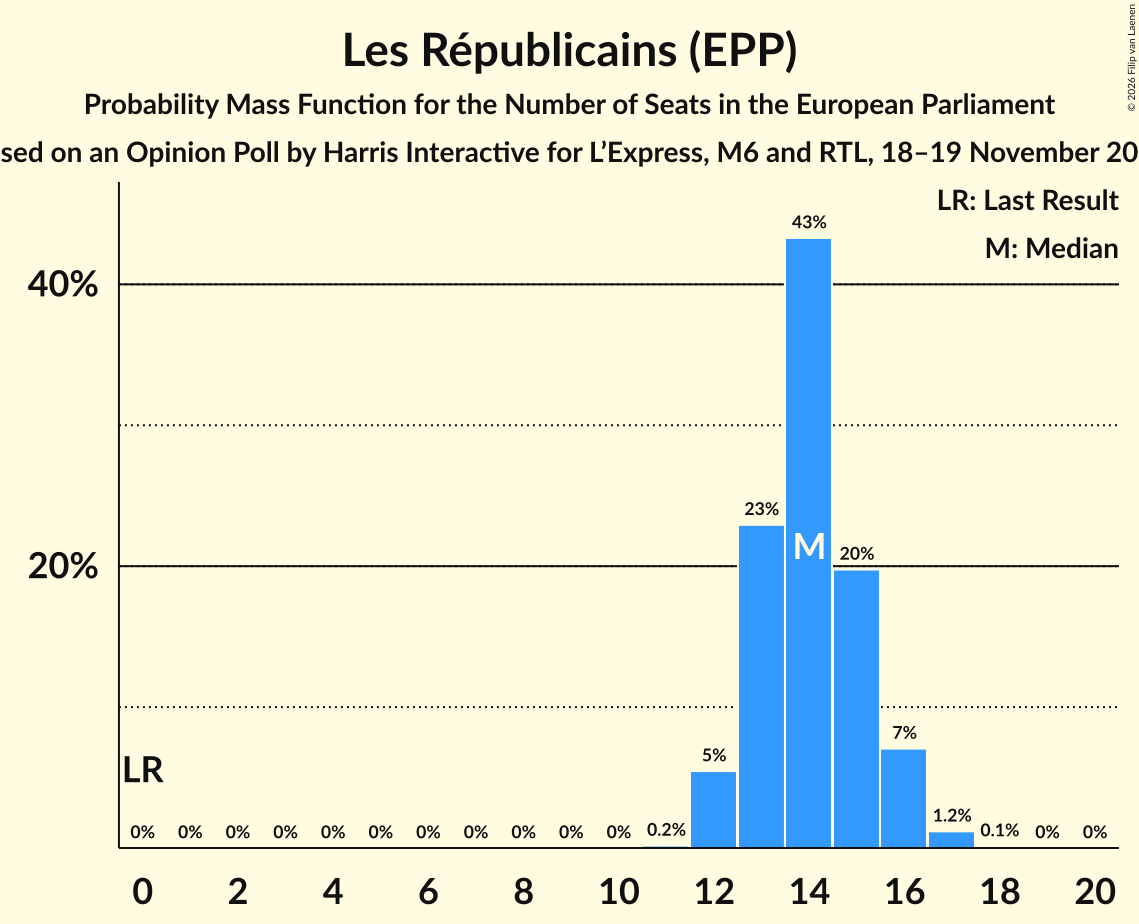 Les Républicains (EPP)
Probability Mass Function for the Number of Seats in the European Parliament
sed on an Opinion Poll by Harris Interactive for L’Express, M6 and RTL, 18–19 November 20
© 2026 Filip van Laenen
LR: Last Result
M: Median
43%
40%
23%
M
20%
20%
7%
LR
5%
0% 0% 0% 0% 0% 0% 0% 0% 0% 0% 0% 0.2% 1.2% 0.1% 0% 0%
0 2 4 6 8 10 12 14 16 18 20